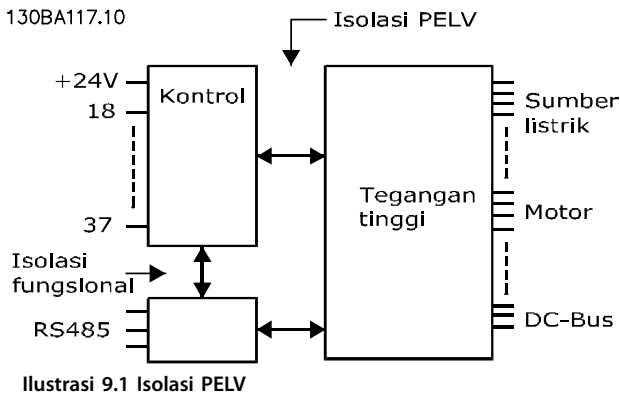 130BA117.10
Isolasi PELV
+24V
18
37
Kontrol
Tegangan
tinggi
Sumber
listrik
Motor
DC-Bus
Isolasi
fungsIonal
RS485
Ilustrasi 9.1 Isolasi PELV